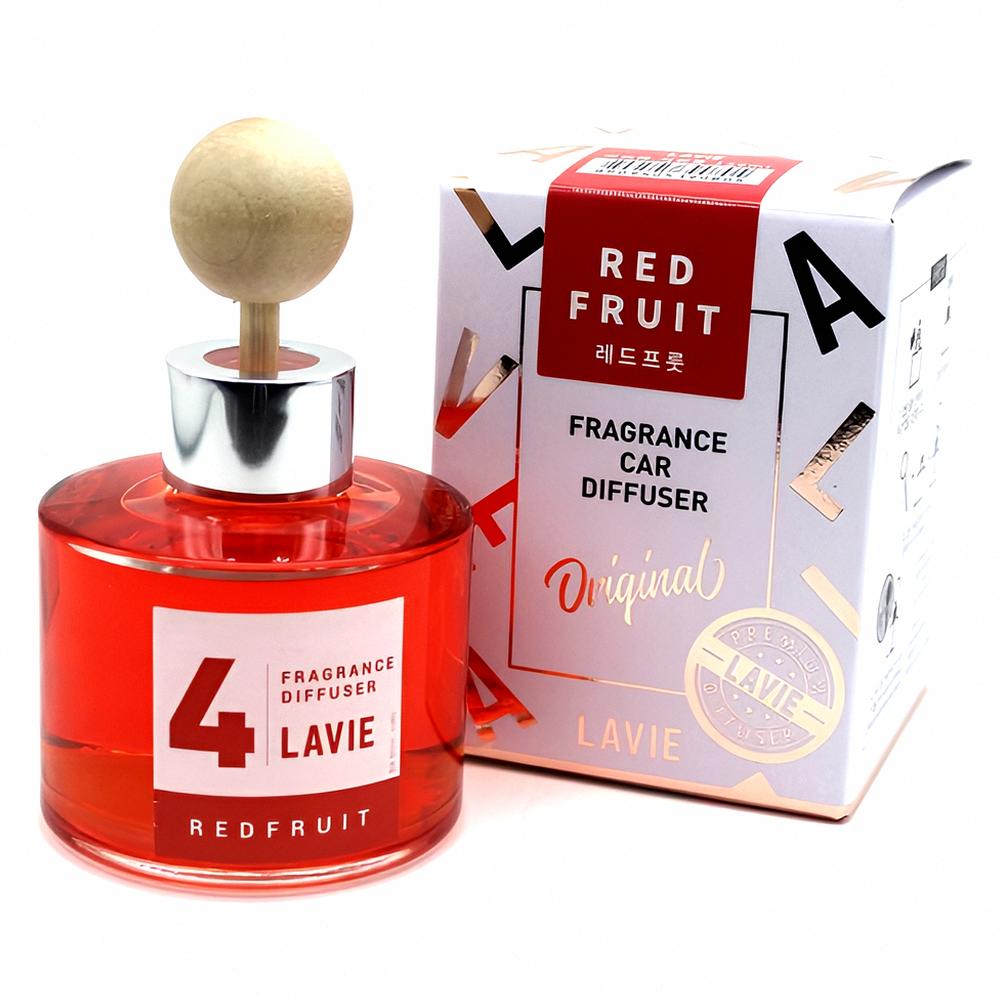 4
FRAGRANCE
DIFFUSER
LAVIE
REDFRUIT
LAVIE
RED
FRUIT
레드프룻
FRAGRANCE
CAR
DIFFUSER
Original
PREMIUM
LAVIE
DIFFUSER
LAVIE